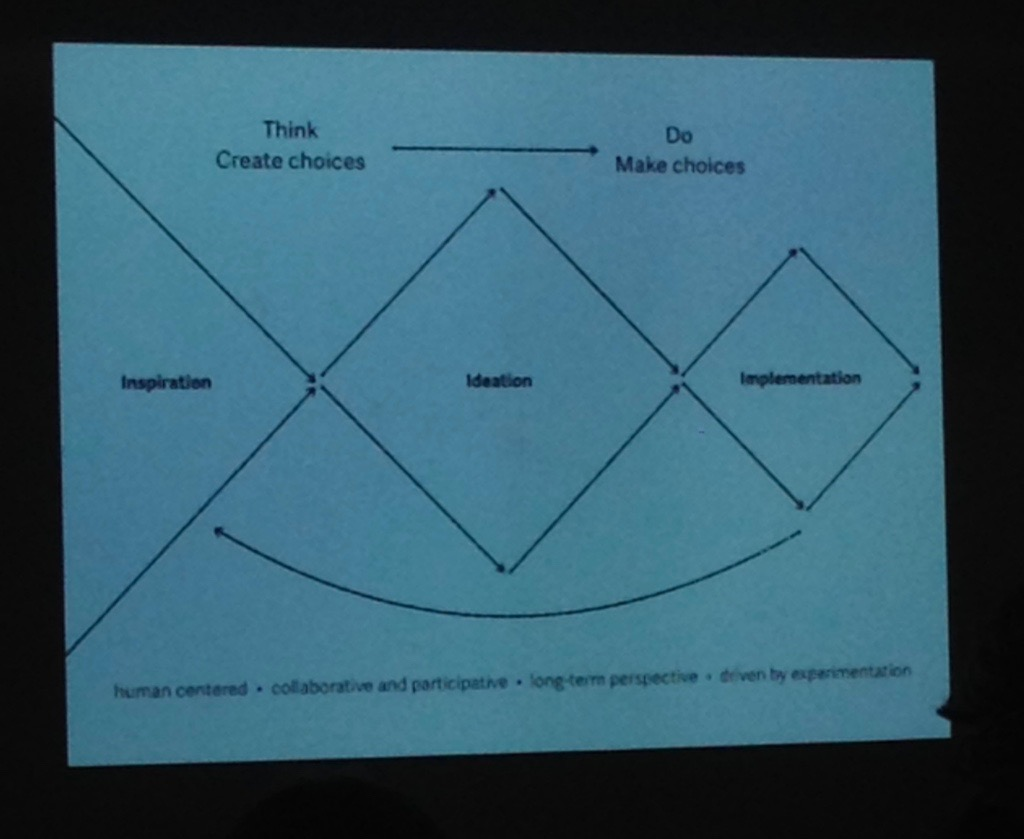 Think
Create choices
Do
Make choices
Inspiration
Ideation
Implementation
human centered • collaborative and participative • long-term perspective • driven by experimentation